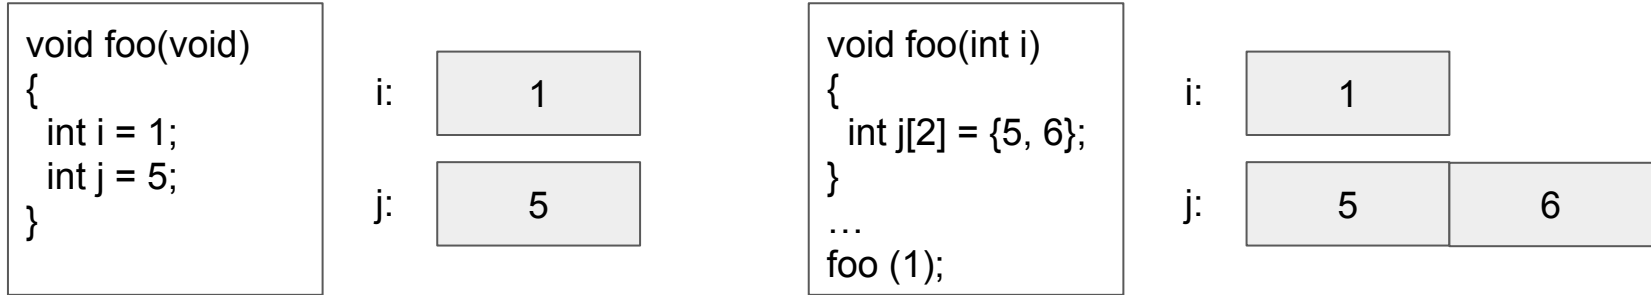 void foo(void)
{
int i = 1;
int j = 5;
}
i:
1
j:
5
void foo(int i)
{
int j[2] = {5, 6};
}
…
foo (1);
i:
1
j:
5
6